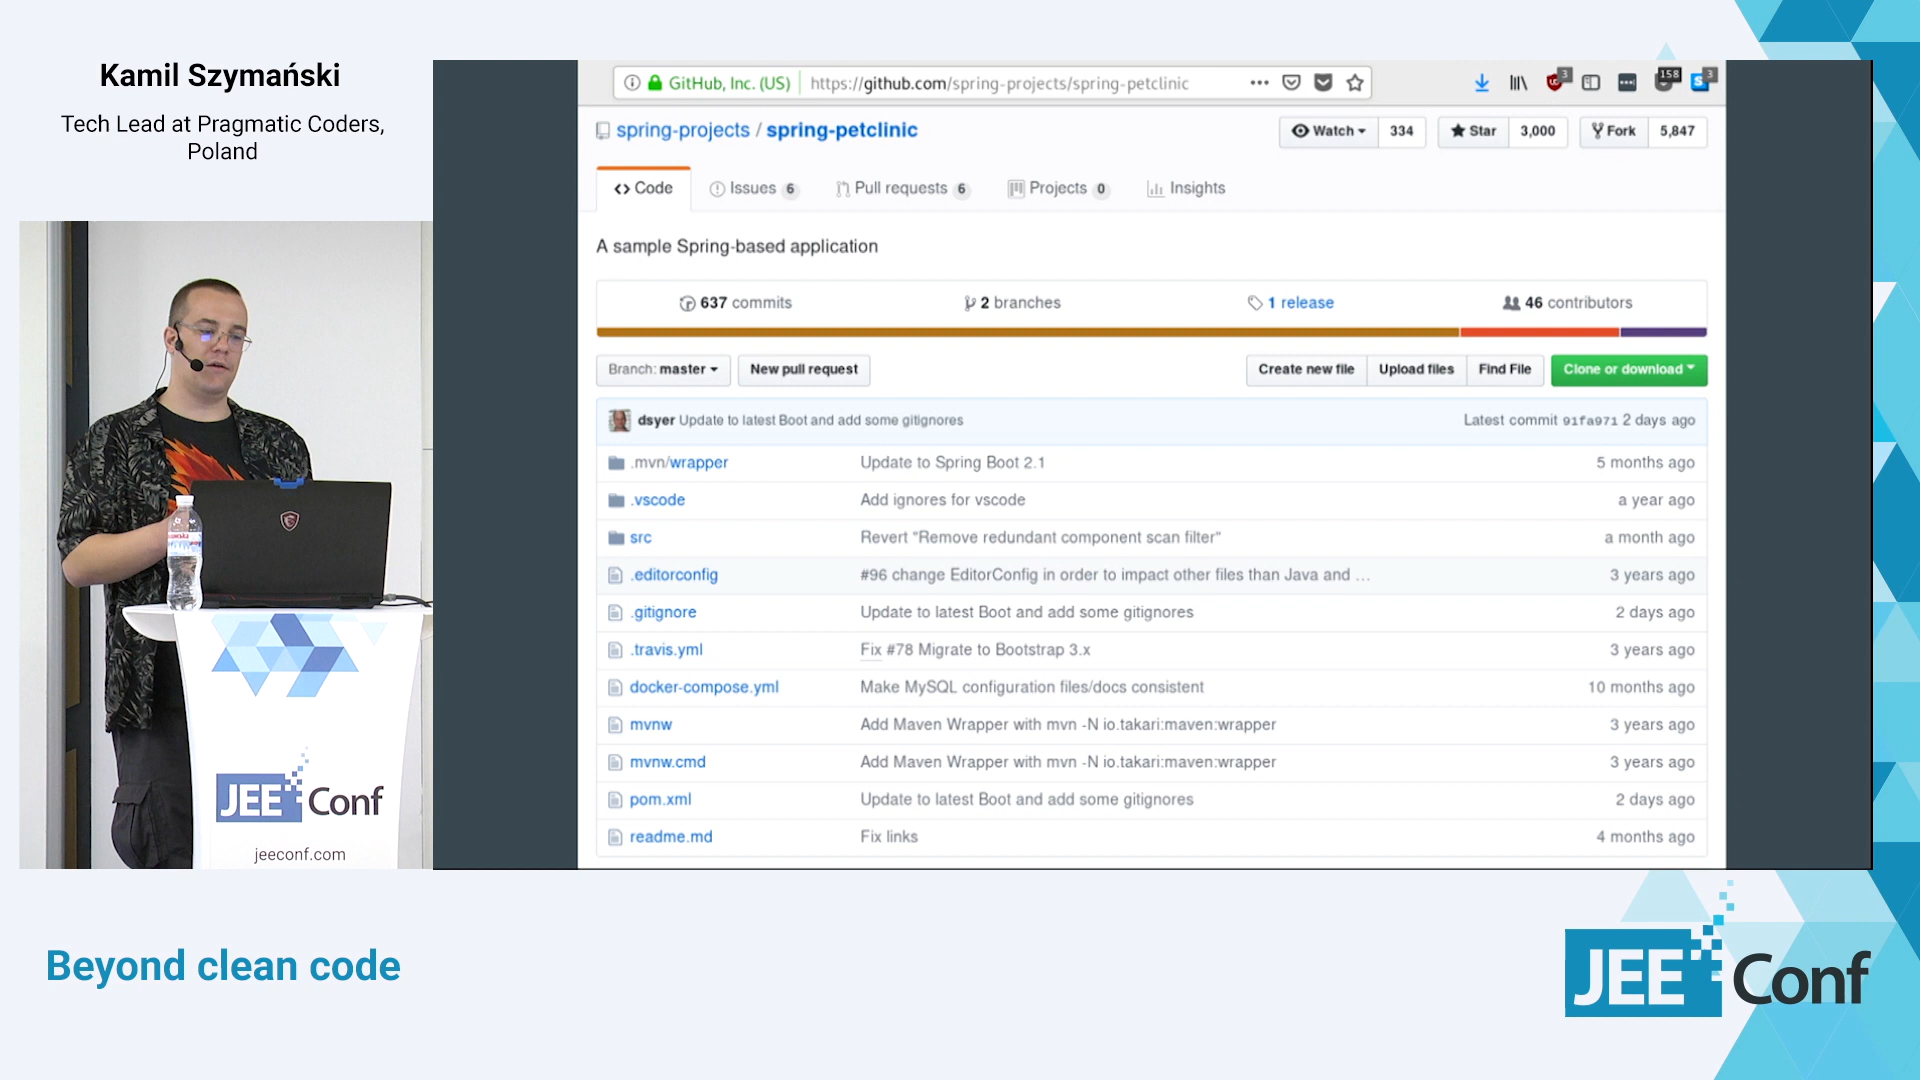 Kamil Szymański
Tech Lead at Pragmatic Coders,
Poland
GitHub, Inc. (US)
https://github.com/spring-projects/spring-petclinic
3
158
3
spring-projects / spring-petclinic
Watch 334
Star 3,000
Fork 5,847
Code
Issues 6
Pull requests 6
Projects 0
Insights
A sample Spring-based application
637 commits
2 branches
1 release
46 contributors
Branch: master
New pull request
Create new file
Upload files
Find File
Clone or download
dsyer Update to latest Boot and add some gitignores
Latest commit 91fa971 2 days ago
.mvn/wrapper Update to Spring Boot 2.1 5 months ago
.vscode Add ignores for vscode a year ago
src Revert "Remove redundant component scan filter" a month ago
.editorconfig #96 change EditorConfig in order to impact other files than Java and … 3 years ago
.gitignore Update to latest Boot and add some gitignores 2 days ago
.travis.yml Fix #78 Migrate to Bootstrap 3.x 3 years ago
docker-compose.yml Make MySQL configuration files/docs consistent 10 months ago
mvnw Add Maven Wrapper with mvn -N io.takari:maven:wrapper 3 years ago
mvnw.cmd Add Maven Wrapper with mvn -N io.takari:maven:wrapper 3 years ago
pom.xml Update to latest Boot and add some gitignores 2 days ago
readme.md Fix links 4 months ago
JEE Conf
jeeconf.com
Beyond clean code
JEE Conf